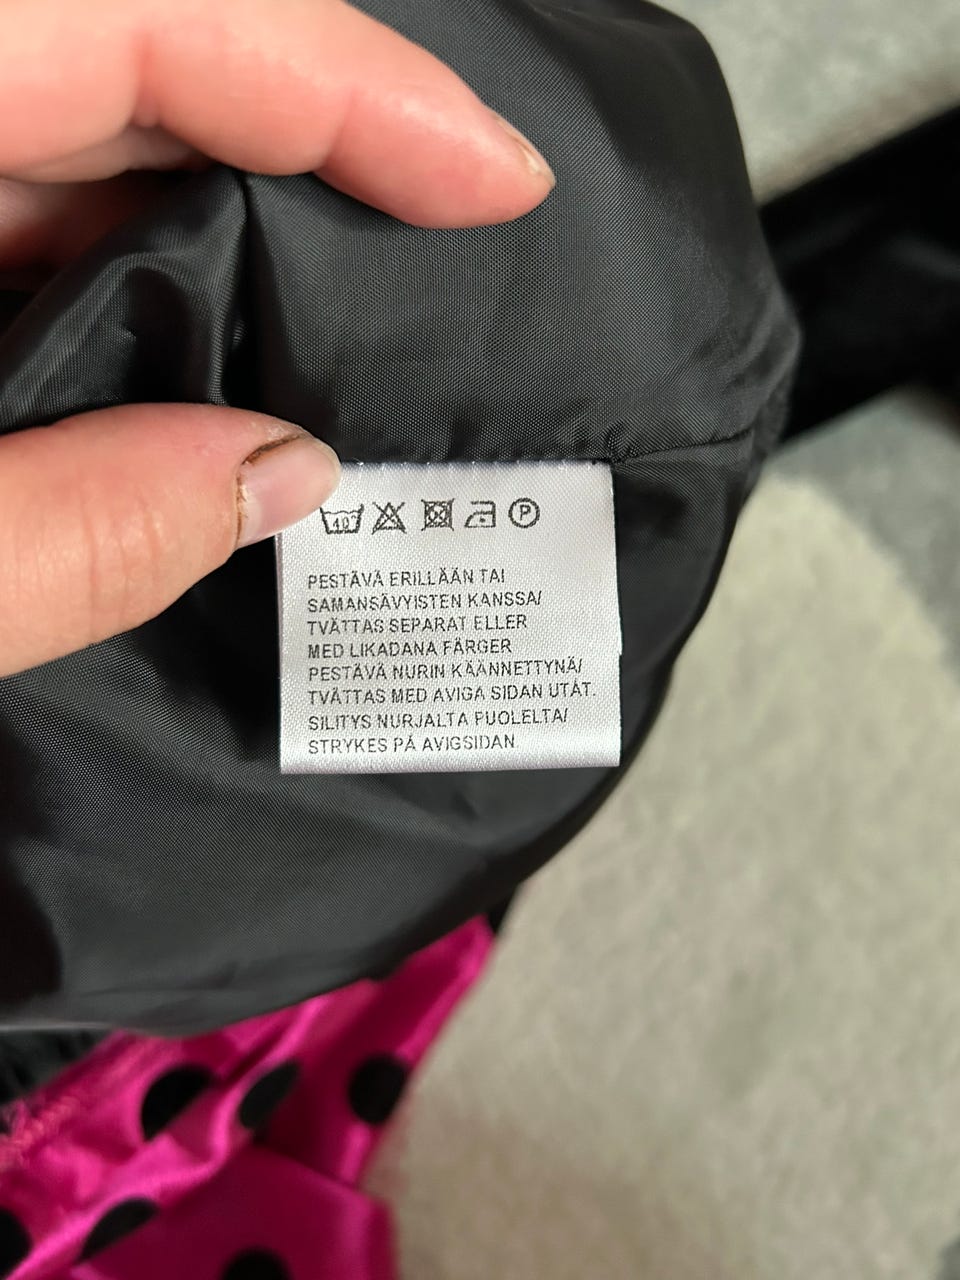 40° P
PESTÄVÄ ERILLÄÄN TAI
SAMANSÄVYISTEN KANSSA/
TVÄTTAS SEPARAT ELLER
MED LIKADANA FÄRGER
PESTÄVÄ NURIN KÄÄNNETTYNÄ/
TVÄTTAS MED AVIGA SIDAN UTÅT.
SILITYS NURJALTA PUOLELTA/
STRYKES PÅ AVIGSIDAN.